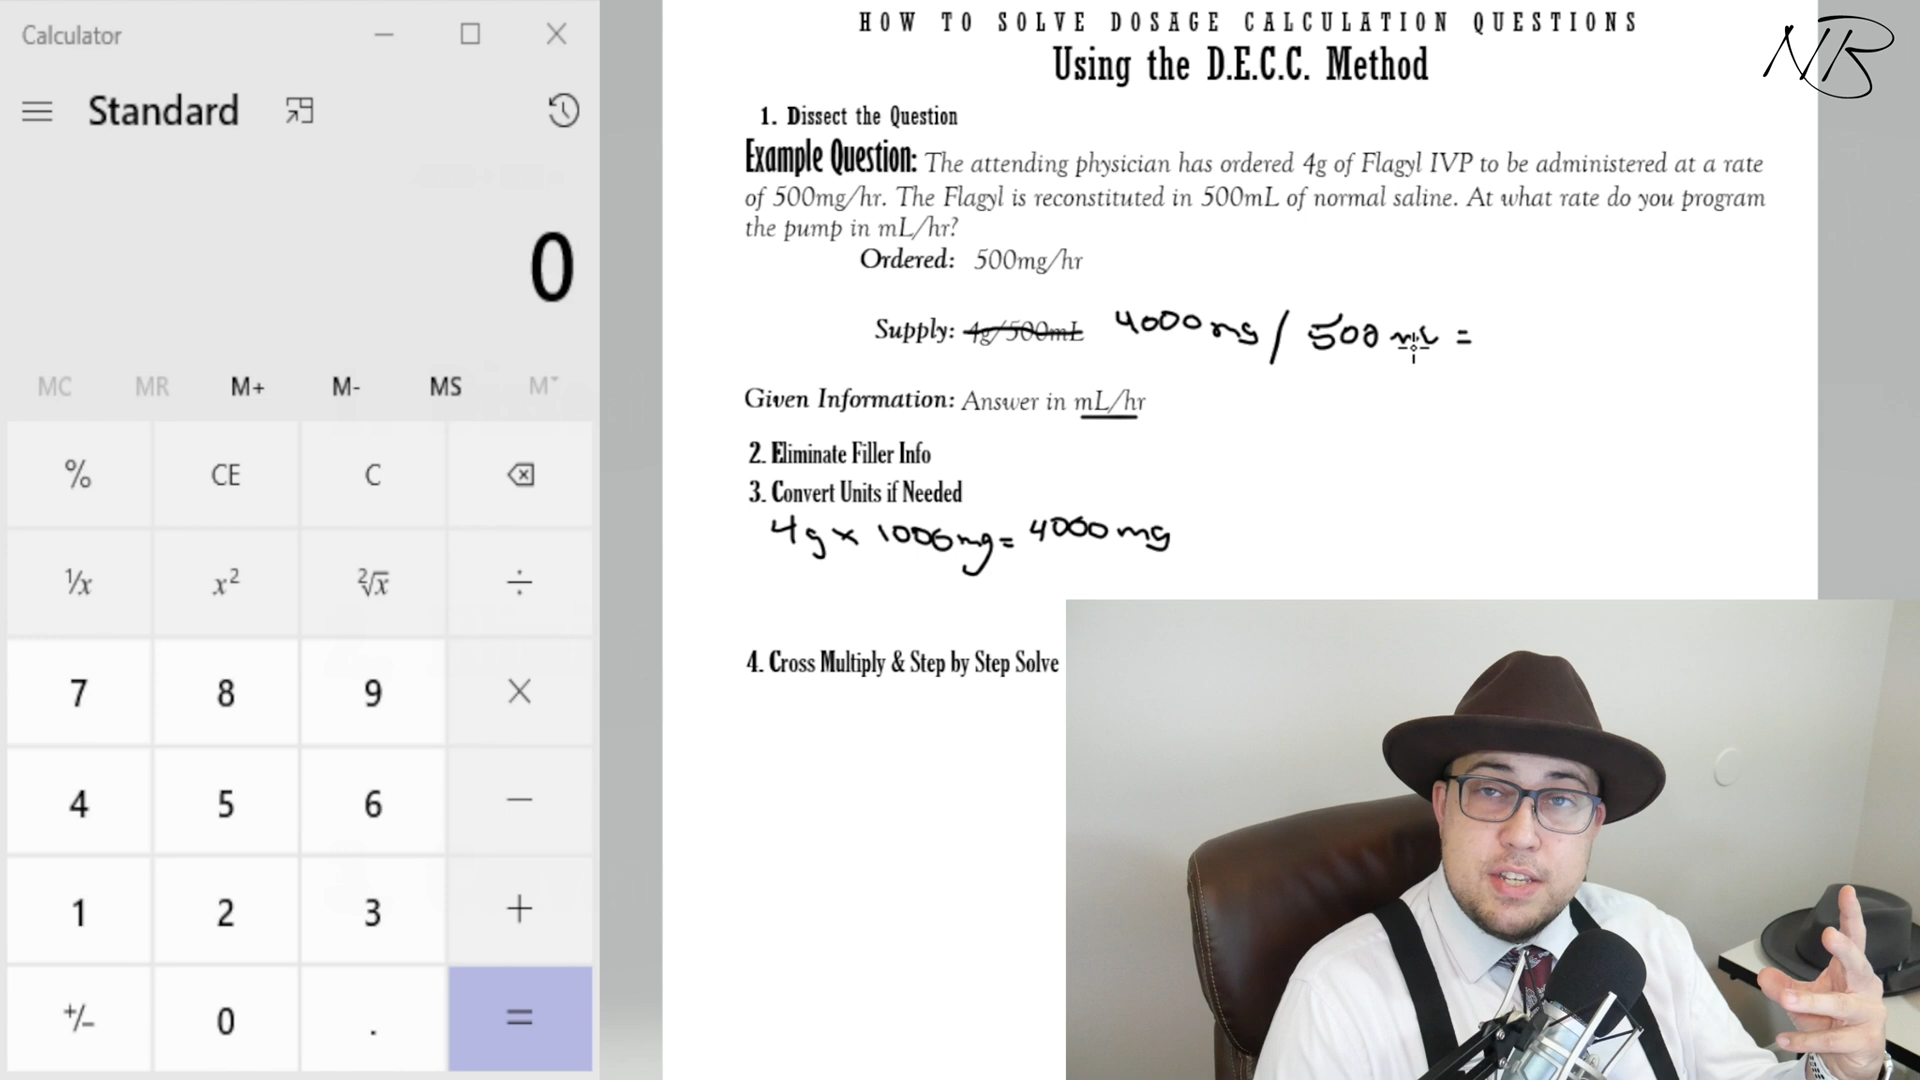 Calculator
Standard
0
MC MR M+ M- MS M˅
% CE C
⅟x x² ²√x ÷
7 8 9 ×
4 5 6 −
1 2 3 +
+/− 0 . =
HOW TO SOLVE DOSAGE CALCULATION QUESTIONS
NR
Using the D.E.C.C. Method
1. Dissect the Question
Example Question: The attending physician has ordered 4g of Flagyl IVP to be administered at a rate
of 500mg/hr. The Flagyl is reconstituted in 500mL of normal saline. At what rate do you program
the pump in mL/hr?
Ordered: 500mg/hr
Supply: 4g/500mL 4000mg / 500 mL =
Given Information: Answer in mL/hr
2. Eliminate Filler Info
3. Convert Units if Needed
4g × 1000mg = 4000mg
4. Cross Multiply & Step by Step Solve